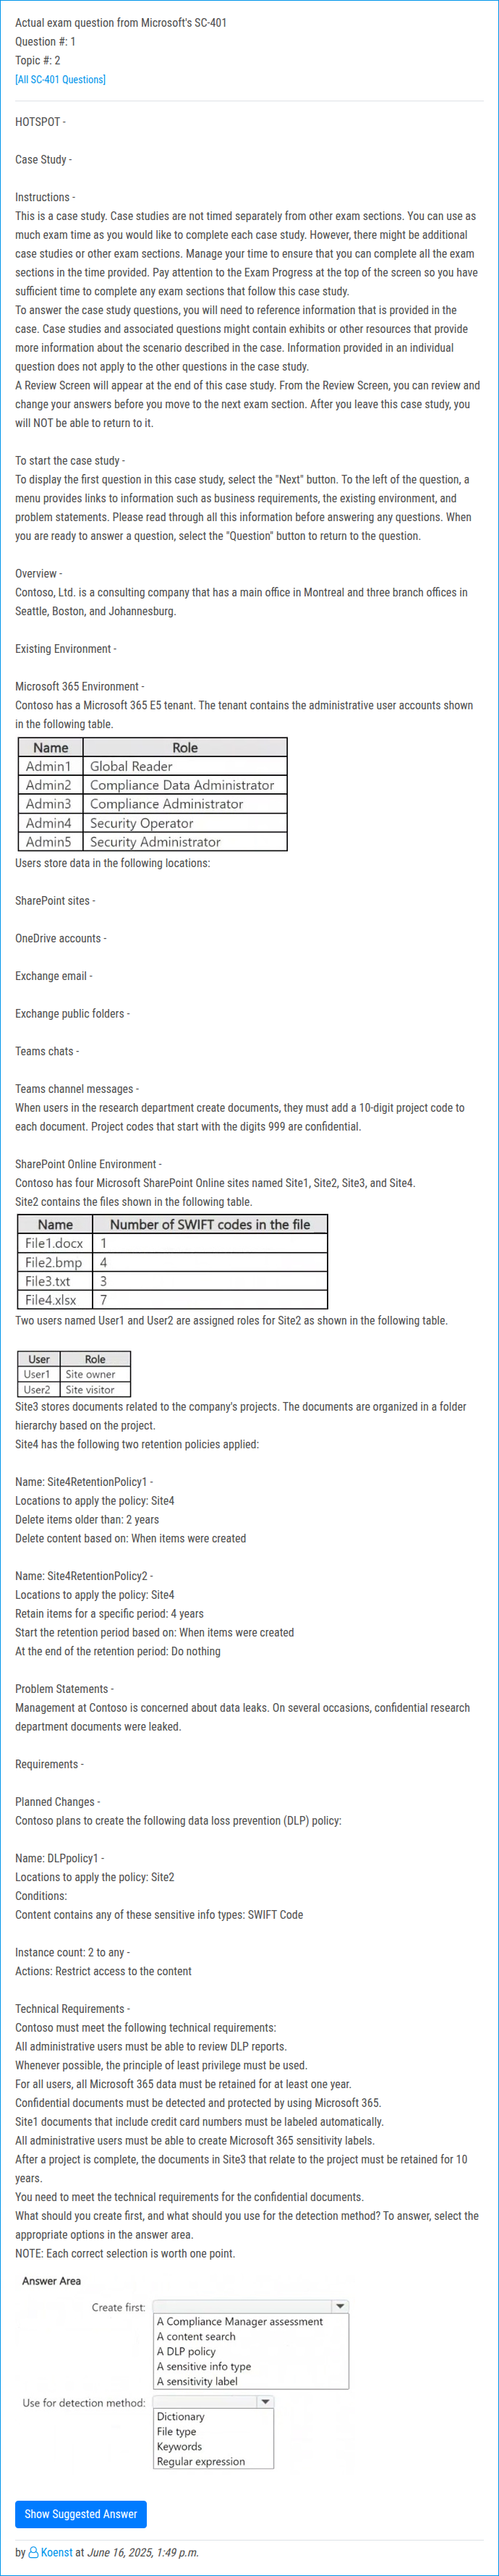 Actual exam question from Microsoft's SC-401
Question #: 1
Topic #: 2
[All SC-401 Questions]
HOTSPOT -
Case Study -
Instructions -
This is a case study. Case studies are not timed separately from other exam sections. You can use as
much exam time as you would like to complete each case study. However, there might be additional
case studies or other exam sections. Manage your time to ensure that you can complete all the exam
sections in the time provided. Pay attention to the Exam Progress at the top of the screen so you have
sufficient time to complete any exam sections that follow this case study.
To answer the case study questions, you will need to reference information that is provided in the
case. Case studies and associated questions might contain exhibits or other resources that provide
more information about the scenario described in the case. Information provided in an individual
question does not apply to the other questions in the case study.
A Review Screen will appear at the end of this case study. From the Review Screen, you can review and
change your answers before you move to the next exam section. After you leave this case study, you
will NOT be able to return to it.
To start the case study -
To display the first question in this case study, select the "Next" button. To the left of the question, a
menu provides links to information such as business requirements, the existing environment, and
problem statements. Please read through all this information before answering any questions. When
you are ready to answer a question, select the "Question" button to return to the question.
Overview -
Contoso, Ltd. is a consulting company that has a main office in Montreal and three branch offices in
Seattle, Boston, and Johannesburg.
Existing Environment -
Microsoft 365 Environment -
Contoso has a Microsoft 365 E5 tenant. The tenant contains the administrative user accounts shown
in the following table.
Name Role
Admin1 Global Reader
Admin2 Compliance Data Administrator
Admin3 Compliance Administrator
Admin4 Security Operator
Admin5 Security Administrator
Users store data in the following locations:
SharePoint sites -
OneDrive accounts -
Exchange email -
Exchange public folders -
Teams chats -
Teams channel messages -
When users in the research department create documents, they must add a 10-digit project code to
each document. Project codes that start with the digits 999 are confidential.
SharePoint Online Environment -
Contoso has four Microsoft SharePoint Online sites named Site1, Site2, Site3, and Site4.
Site2 contains the files shown in the following table.
Name Number of SWIFT codes in the file
File1.docx 1
File2.bmp 4
File3.txt 3
File4.xlsx 7
Two users named User1 and User2 are assigned roles for Site2 as shown in the following table.
User Role
User1 Site owner
User2 Site visitor
Site3 stores documents related to the company's projects. The documents are organized in a folder
hierarchy based on the project.
Site4 has the following two retention policies applied:
Name: Site4RetentionPolicy1 -
Locations to apply the policy: Site4
Delete items older than: 2 years
Delete content based on: When items were created
Name: Site4RetentionPolicy2 -
Locations to apply the policy: Site4
Retain items for a specific period: 4 years
Start the retention period based on: When items were created
At the end of the retention period: Do nothing
Problem Statements -
Management at Contoso is concerned about data leaks. On several occasions, confidential research
department documents were leaked.
Requirements -
Planned Changes -
Contoso plans to create the following data loss prevention (DLP) policy:
Name: DLPpolicy1 -
Locations to apply the policy: Site2
Conditions:
Content contains any of these sensitive info types: SWIFT Code
Instance count: 2 to any -
Actions: Restrict access to the content
Technical Requirements -
Contoso must meet the following technical requirements:
All administrative users must be able to review DLP reports.
Whenever possible, the principle of least privilege must be used.
For all users, all Microsoft 365 data must be retained for at least one year.
Confidential documents must be detected and protected by using Microsoft 365.
Site1 documents that include credit card numbers must be labeled automatically.
All administrative users must be able to create Microsoft 365 sensitivity labels.
After a project is complete, the documents in Site3 that relate to the project must be retained for 10
years.
You need to meet the technical requirements for the confidential documents.
What should you create first, and what should you use for the detection method? To answer, select the
appropriate options in the answer area.
NOTE: Each correct selection is worth one point.
Answer Area
Create first:
A Compliance Manager assessment
A content search
A DLP policy
A sensitive info type
A sensitivity label
Use for detection method:
Dictionary
File type
Keywords
Regular expression
Show Suggested Answer
by Koenst at June 16, 2025, 1:49 p.m.